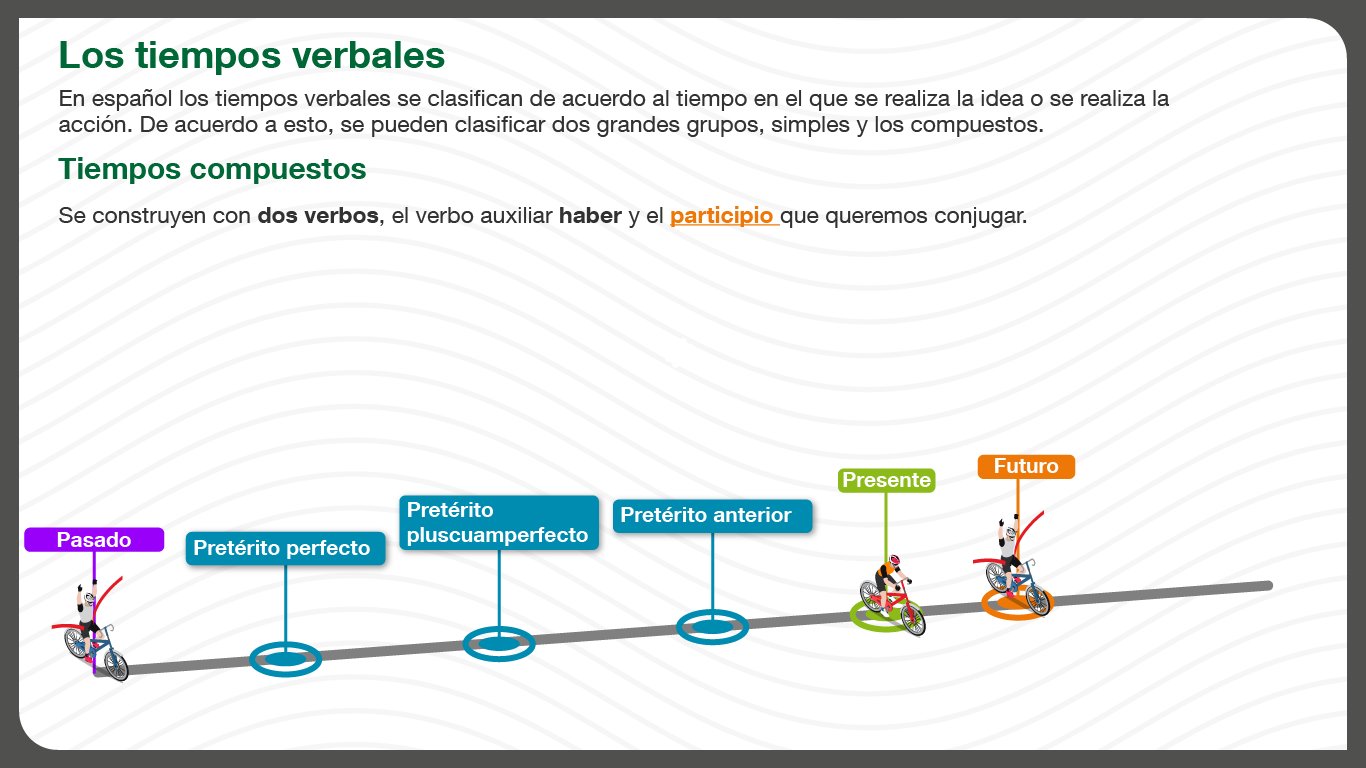 Los tiempos verbales
En español los tiempos verbales se clasifican de acuerdo al tiempo en el que se realiza la idea o se realiza la
acción. De acuerdo a esto, se pueden clasificar dos grandes grupos, simples y los compuestos.
Tiempos compuestos
Se construyen con dos verbos, el verbo auxiliar haber y el participio que queremos conjugar.
Pasado
Pretérito perfecto
Pretérito
pluscuamperfecto
Pretérito anterior
Presente
Futuro